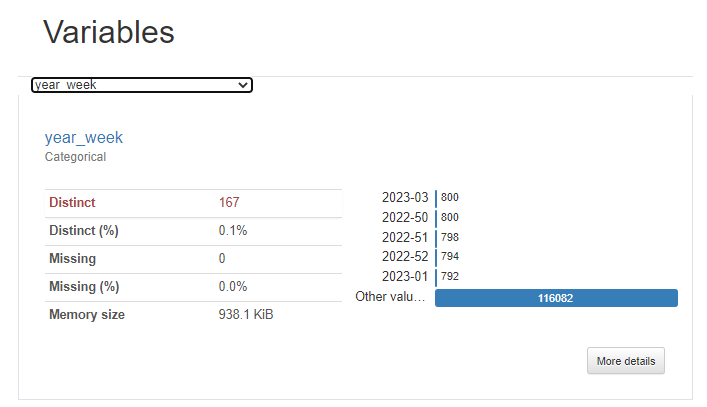 Variables
year_week
year_week
Categorical
Distinct 167
Distinct (%) 0.1%
Missing 0
Missing (%) 0.0%
Memory size 938.1 KiB
2023-03 800
2022-50 800
2022-51 798
2022-52 794
2023-01 792
Other valu… 116082
More details